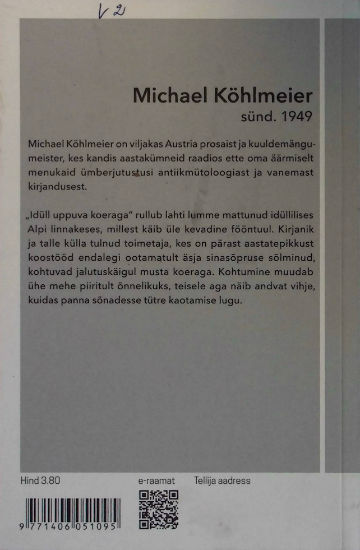 V 2
Michael Köhlmeier
sünd. 1949
Michael Köhlmeier on viljakas Austria prosaist ja kuuldemängu-
meister, kes kandis aastakümneid raadios ette oma äärmiselt
menukaid ümberjutustusi antiikmütoloogiast ja vanemast
kirjandusest.
„Idüll uppuva koeraga” rullub lahti lumme mattunud idüllilises
Alpi linnakeses, millest käib üle kevadine fööntuul. Kirjanik
ja talle külla tulnud toimetaja, kes on pärast aastatepikkust
koostööd endalegi ootamatult äsja sinasõpruse sõlminud,
kohtuvad jalutuskäigul musta koeraga. Kohtumine muudab
ühe mehe piiritult õnnelikuks, teisele aga näib andvat vihje,
kuidas panna sõnadesse tütre kaotamise lugu.
Hind 3.80 e-raamat Tellija aadress
9 771406 051095